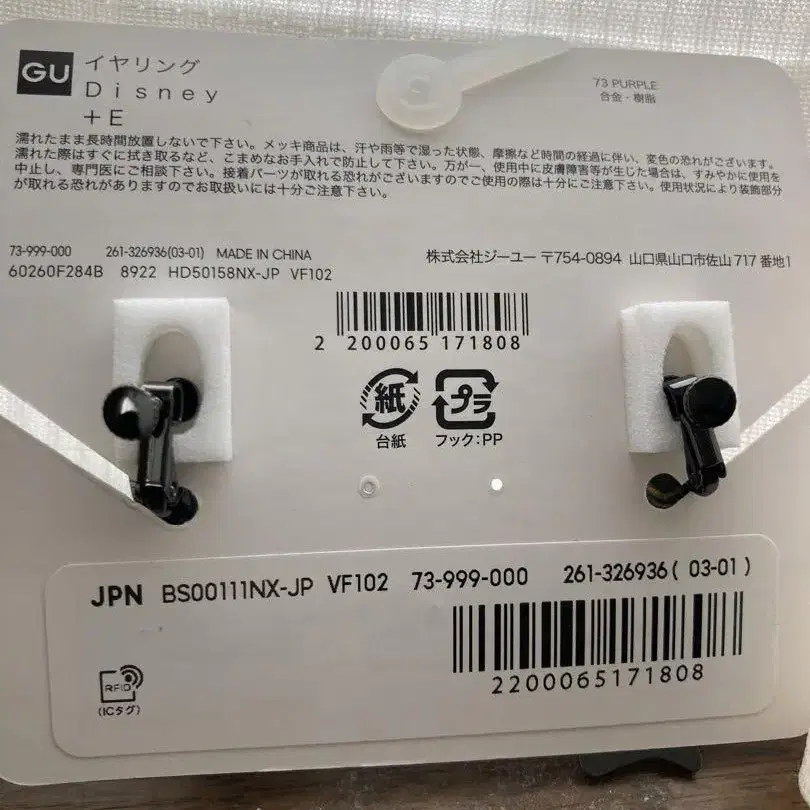 GU
イヤリング
Disney
+E
73 PURPLE
合金・樹脂
濡れたまま長時間放置しないで下さい。メッキ商品は、汗や雨等で湿った状態、摩擦など時間の経過に伴い、変色の恐れがございます。
濡れた際はすぐに拭き取るなど、こまめなお手入れで防止して下さい。万が一、使用中に皮膚障害等が生じた場合は、すみやかに使用を
中止し、専門医にご相談下さい。接着パーツが取れる恐れがございますのでご使用の際は十分にご注意下さい。使用状況により装飾部分
が取れる恐れがありますのでお取扱いには十分ご注意下さい。
73-999-000 261-326936(03-01) MADE IN CHINA
60260F284B 8922 HD50158NX-JP VF102
株式会社ジーユー 〒754-0894 山口県山口市佐山 717 番地1
2 200065 171808
紙
プラ
台紙
フック:PP
JPN BS00111NX-JP VF102 73-999-000 261-326936( 03-01 )
2200065171808
RFID
(ICタグ)